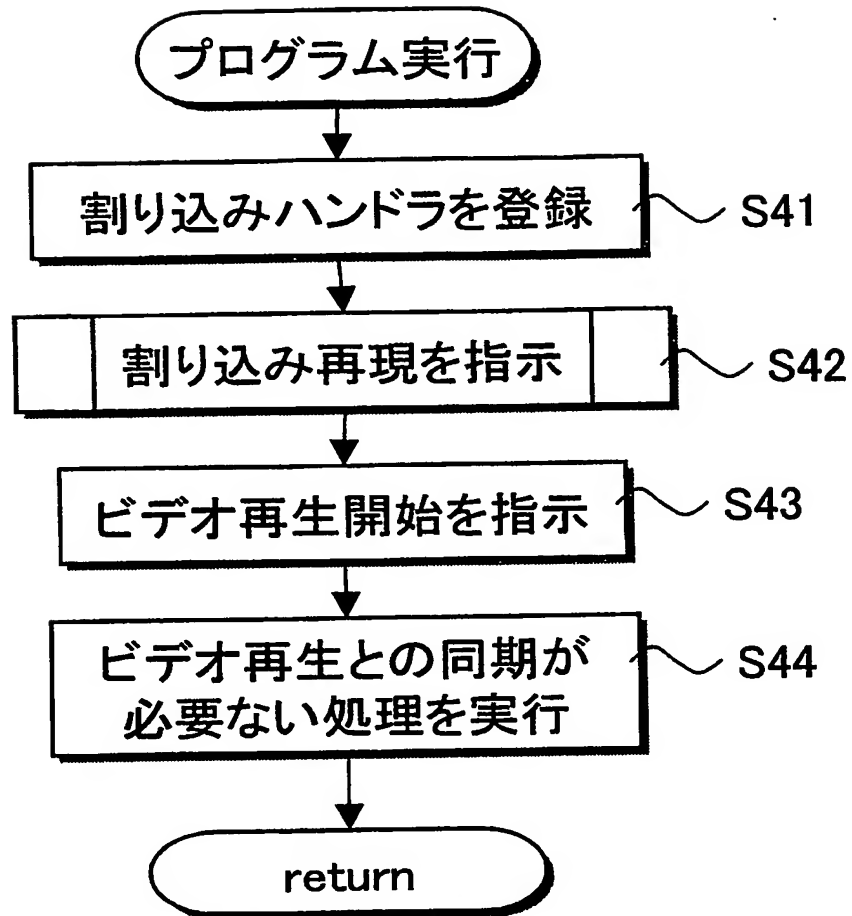 プログラム実行
割り込みハンドラを登録
S41
割り込み再現を指示
S42
ビデオ再生開始を指示
S43
ビデオ再生との同期が
必要ない処理を実行
S44
return